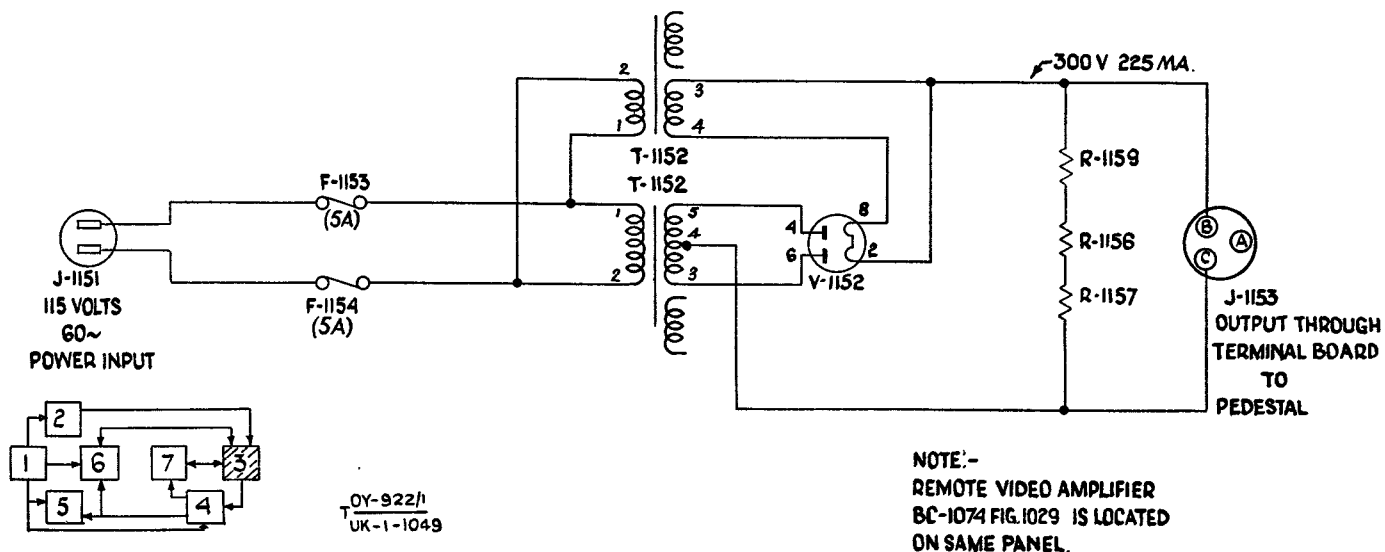 300 V 225 MA.
2
3
1
4
T-1152
T-1152
R-1159
F-1153
(5A)
1
5
4
8
4
B
A
6
2
R-1156
C
2
3
V-1152
J-1151
115 VOLTS
60~
POWER INPUT
F-1154
(5A)
R-1157
J-1153
OUTPUT THROUGH
TERMINAL BOARD
TO
PEDESTAL
2
1
6
7
3
5
4
T OY-922/1
UK-1-1049
NOTE:-
REMOTE VIDEO AMPLIFIER
BC-1074 FIG.1029 IS LOCATED
ON SAME PANEL.